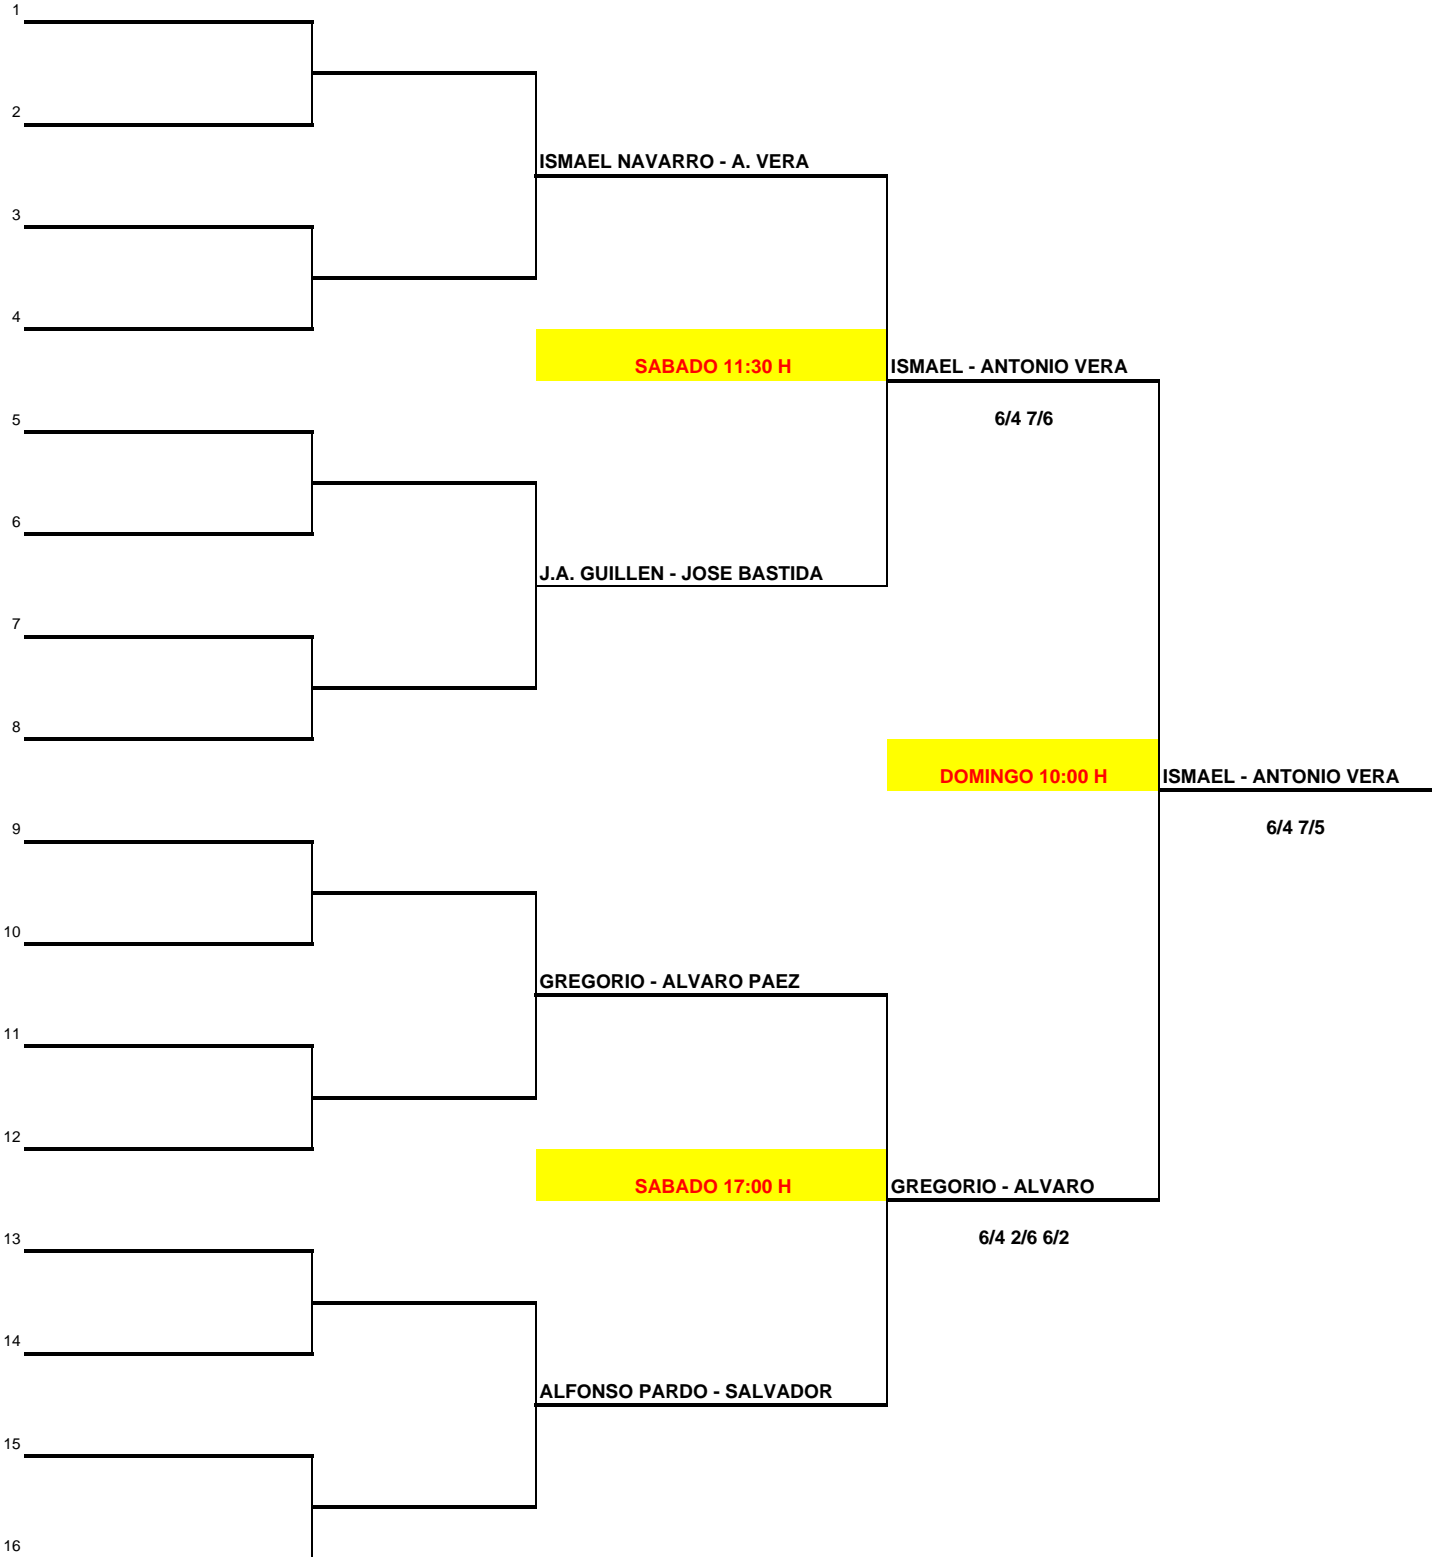 1
2
ISMAEL NAVARRO - A. VERA
3
4
SABADO 11:30 H
ISMAEL - ANTONIO VERA
6/4 7/6
5
6
J.A. GUILLEN - JOSE BASTIDA
7
8
DOMINGO 10:00 H
ISMAEL - ANTONIO VERA
6/4 7/5
9
10
GREGORIO - ALVARO PAEZ
11
12
SABADO 17:00 H
GREGORIO - ALVARO
6/4 2/6 6/2
13
14
ALFONSO PARDO - SALVADOR
15
16